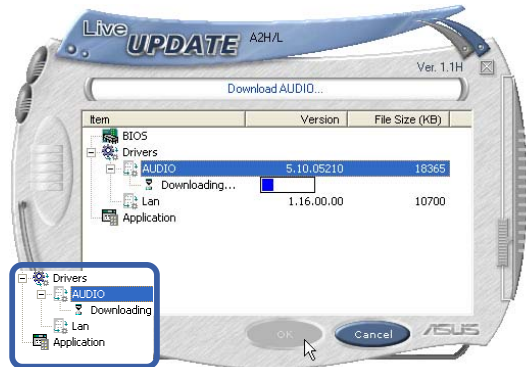 Live UPDATE A2H/L
Ver. 1.1H
Download AUDIO...
Item Version File Size (KB)
BIOS
Drivers
AUDIO 5.10.05210 18365
Downloading...
Lan 1.16.00.00 10700
Application
Drivers
AUDIO
Downloading
Lan
Application
OK Cancel ASUS